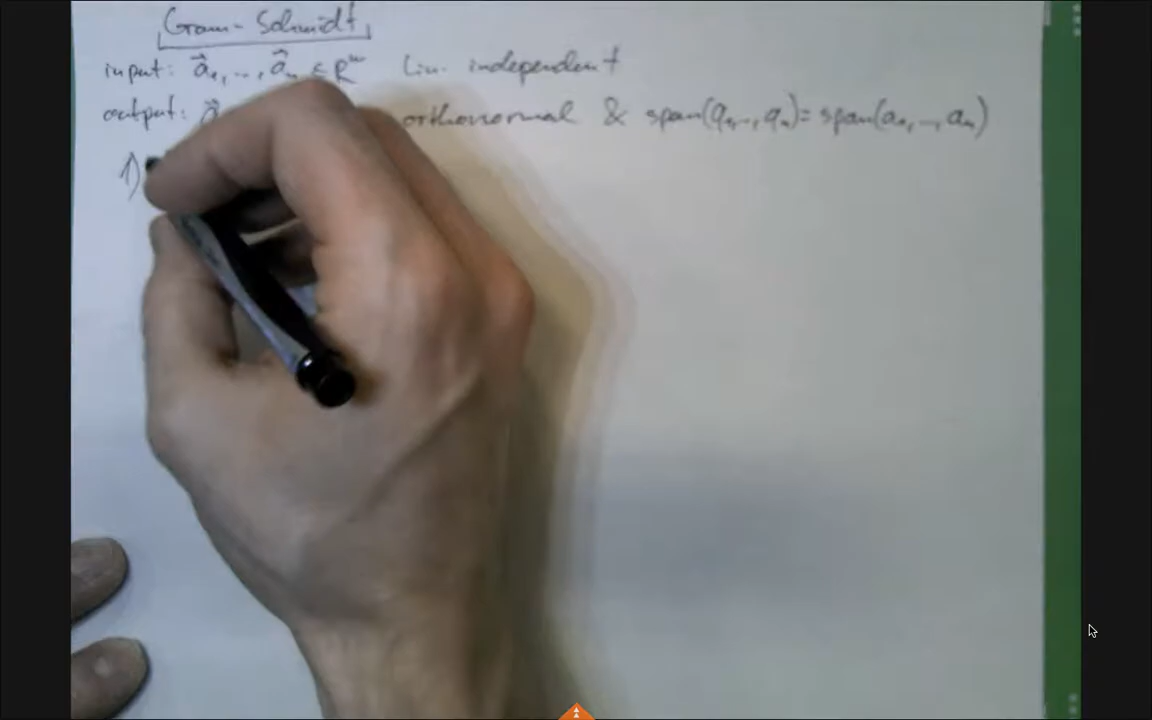 Gram-Schmidt
input: a⃗₁, ..., a⃗ₙ ∈ ℝᵐ lin. independent
output: orthonormal & span(q₁,...,qₙ) = span(a₁,...,aₙ)
1)